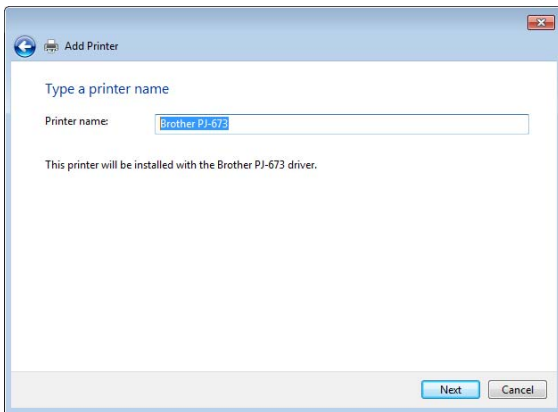 Add Printer
Type a printer name
Printer name: Brother PJ-673
This printer will be installed with the Brother PJ-673 driver.
Next Cancel